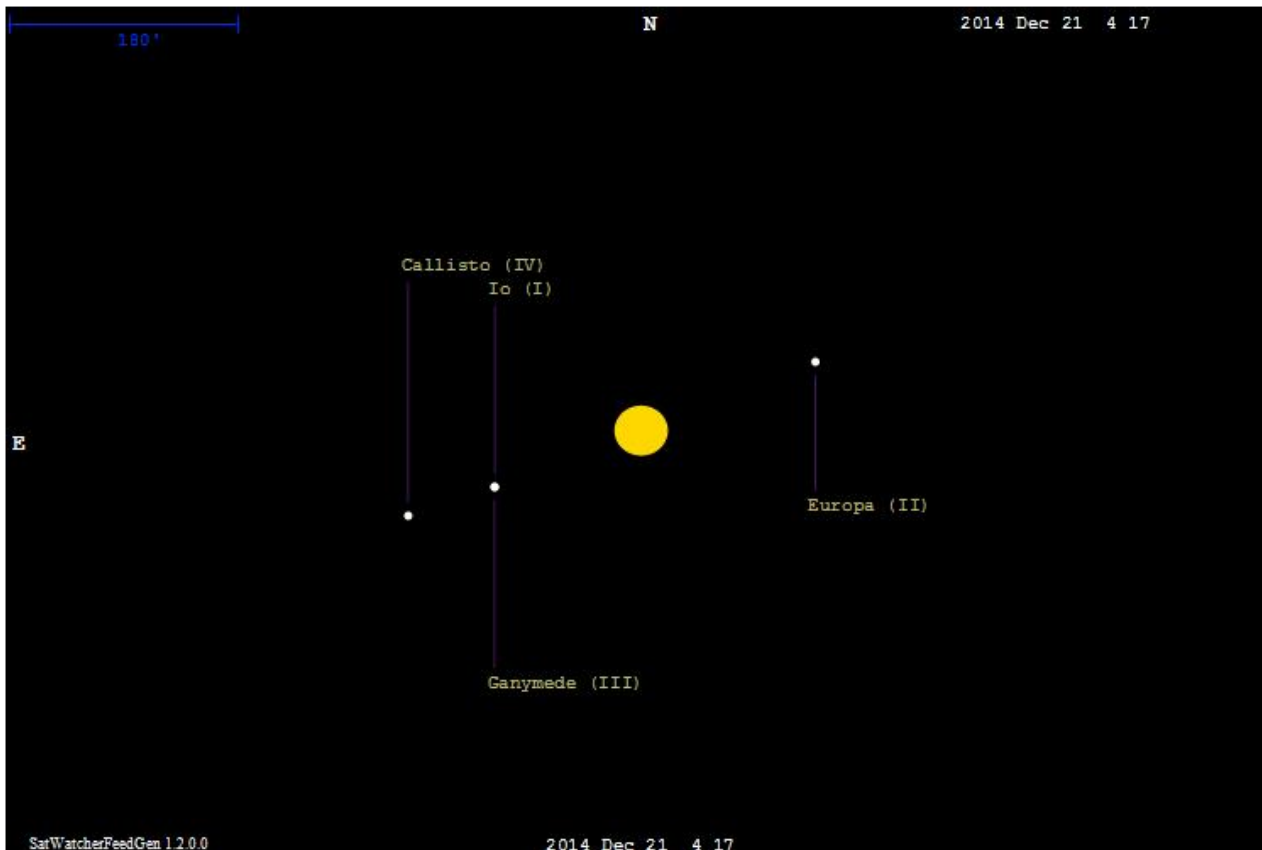 N
2014 Dec 21 4 17
180'
Callisto (IV)
Io (I)
E
Europa (II)
Ganymede (III)
SatWatcherFeedGen 1.2.0.0
2014 Dec 21 4 17